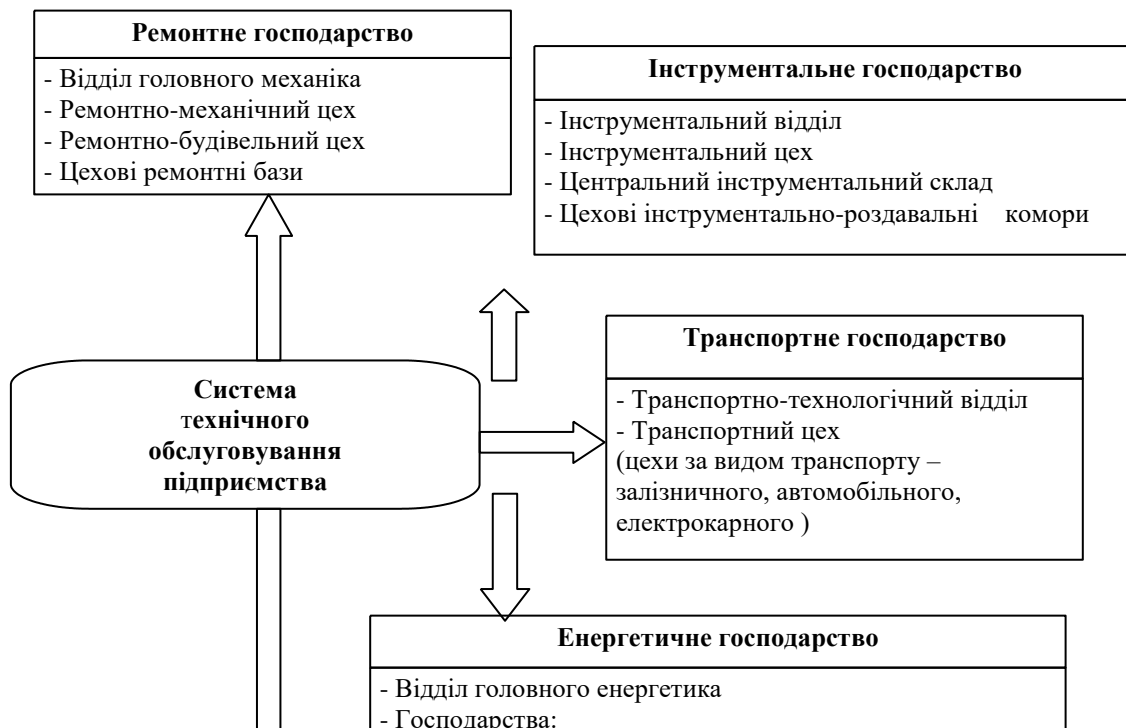 Ремонтне господарство
- Відділ головного механіка
- Ремонтно-механічний цех
- Ремонтно-будівельний цех
- Цехові ремонтні бази
Інструментальне господарство
- Інструментальний відділ
- Інструментальний цех
- Центральний інструментальний склад
- Цехові інструментально-роздавальні комори
Транспортне господарство
- Транспортно-технологічний відділ
- Транспортний цех
(цехи за видом транспорту –
залізничного, автомобільного,
електрокарного )
Система
технічного
обслуговування
підприємства
Енергетичне господарство
- Відділ головного енергетика
- Господарства: